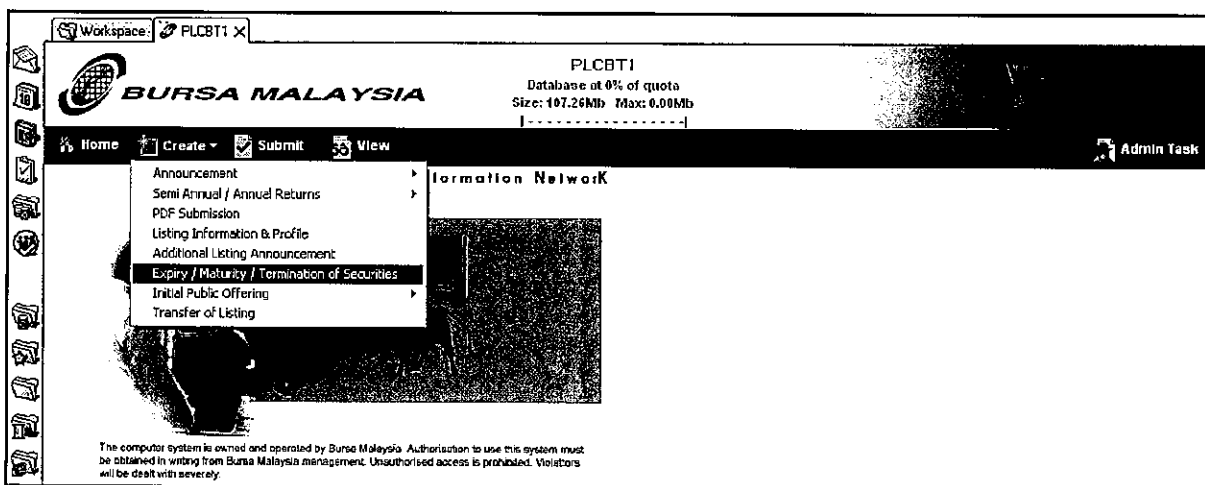 Workspace PLCBT1 X
BURSA MALAYSIA
PLCBT1
Database at 0% of quota
Size: 107.26Mb Max: 0.00Mb
Home Create Submit View Admin Task
Announcement
Semi Annual / Annual Returns
PDF Submission
Listing Information & Profile
Additional Listing Announcement
Expiry / Maturity / Termination of Securities
Initial Public Offering
Transfer of Listing
formation NetworK
The computer system is owned and operated by Bursa Malaysia. Authorisation to use this system must
be obtained in writing from Bursa Malaysia management. Unauthorised access is prohibited. Violators
will be dealt with severely.